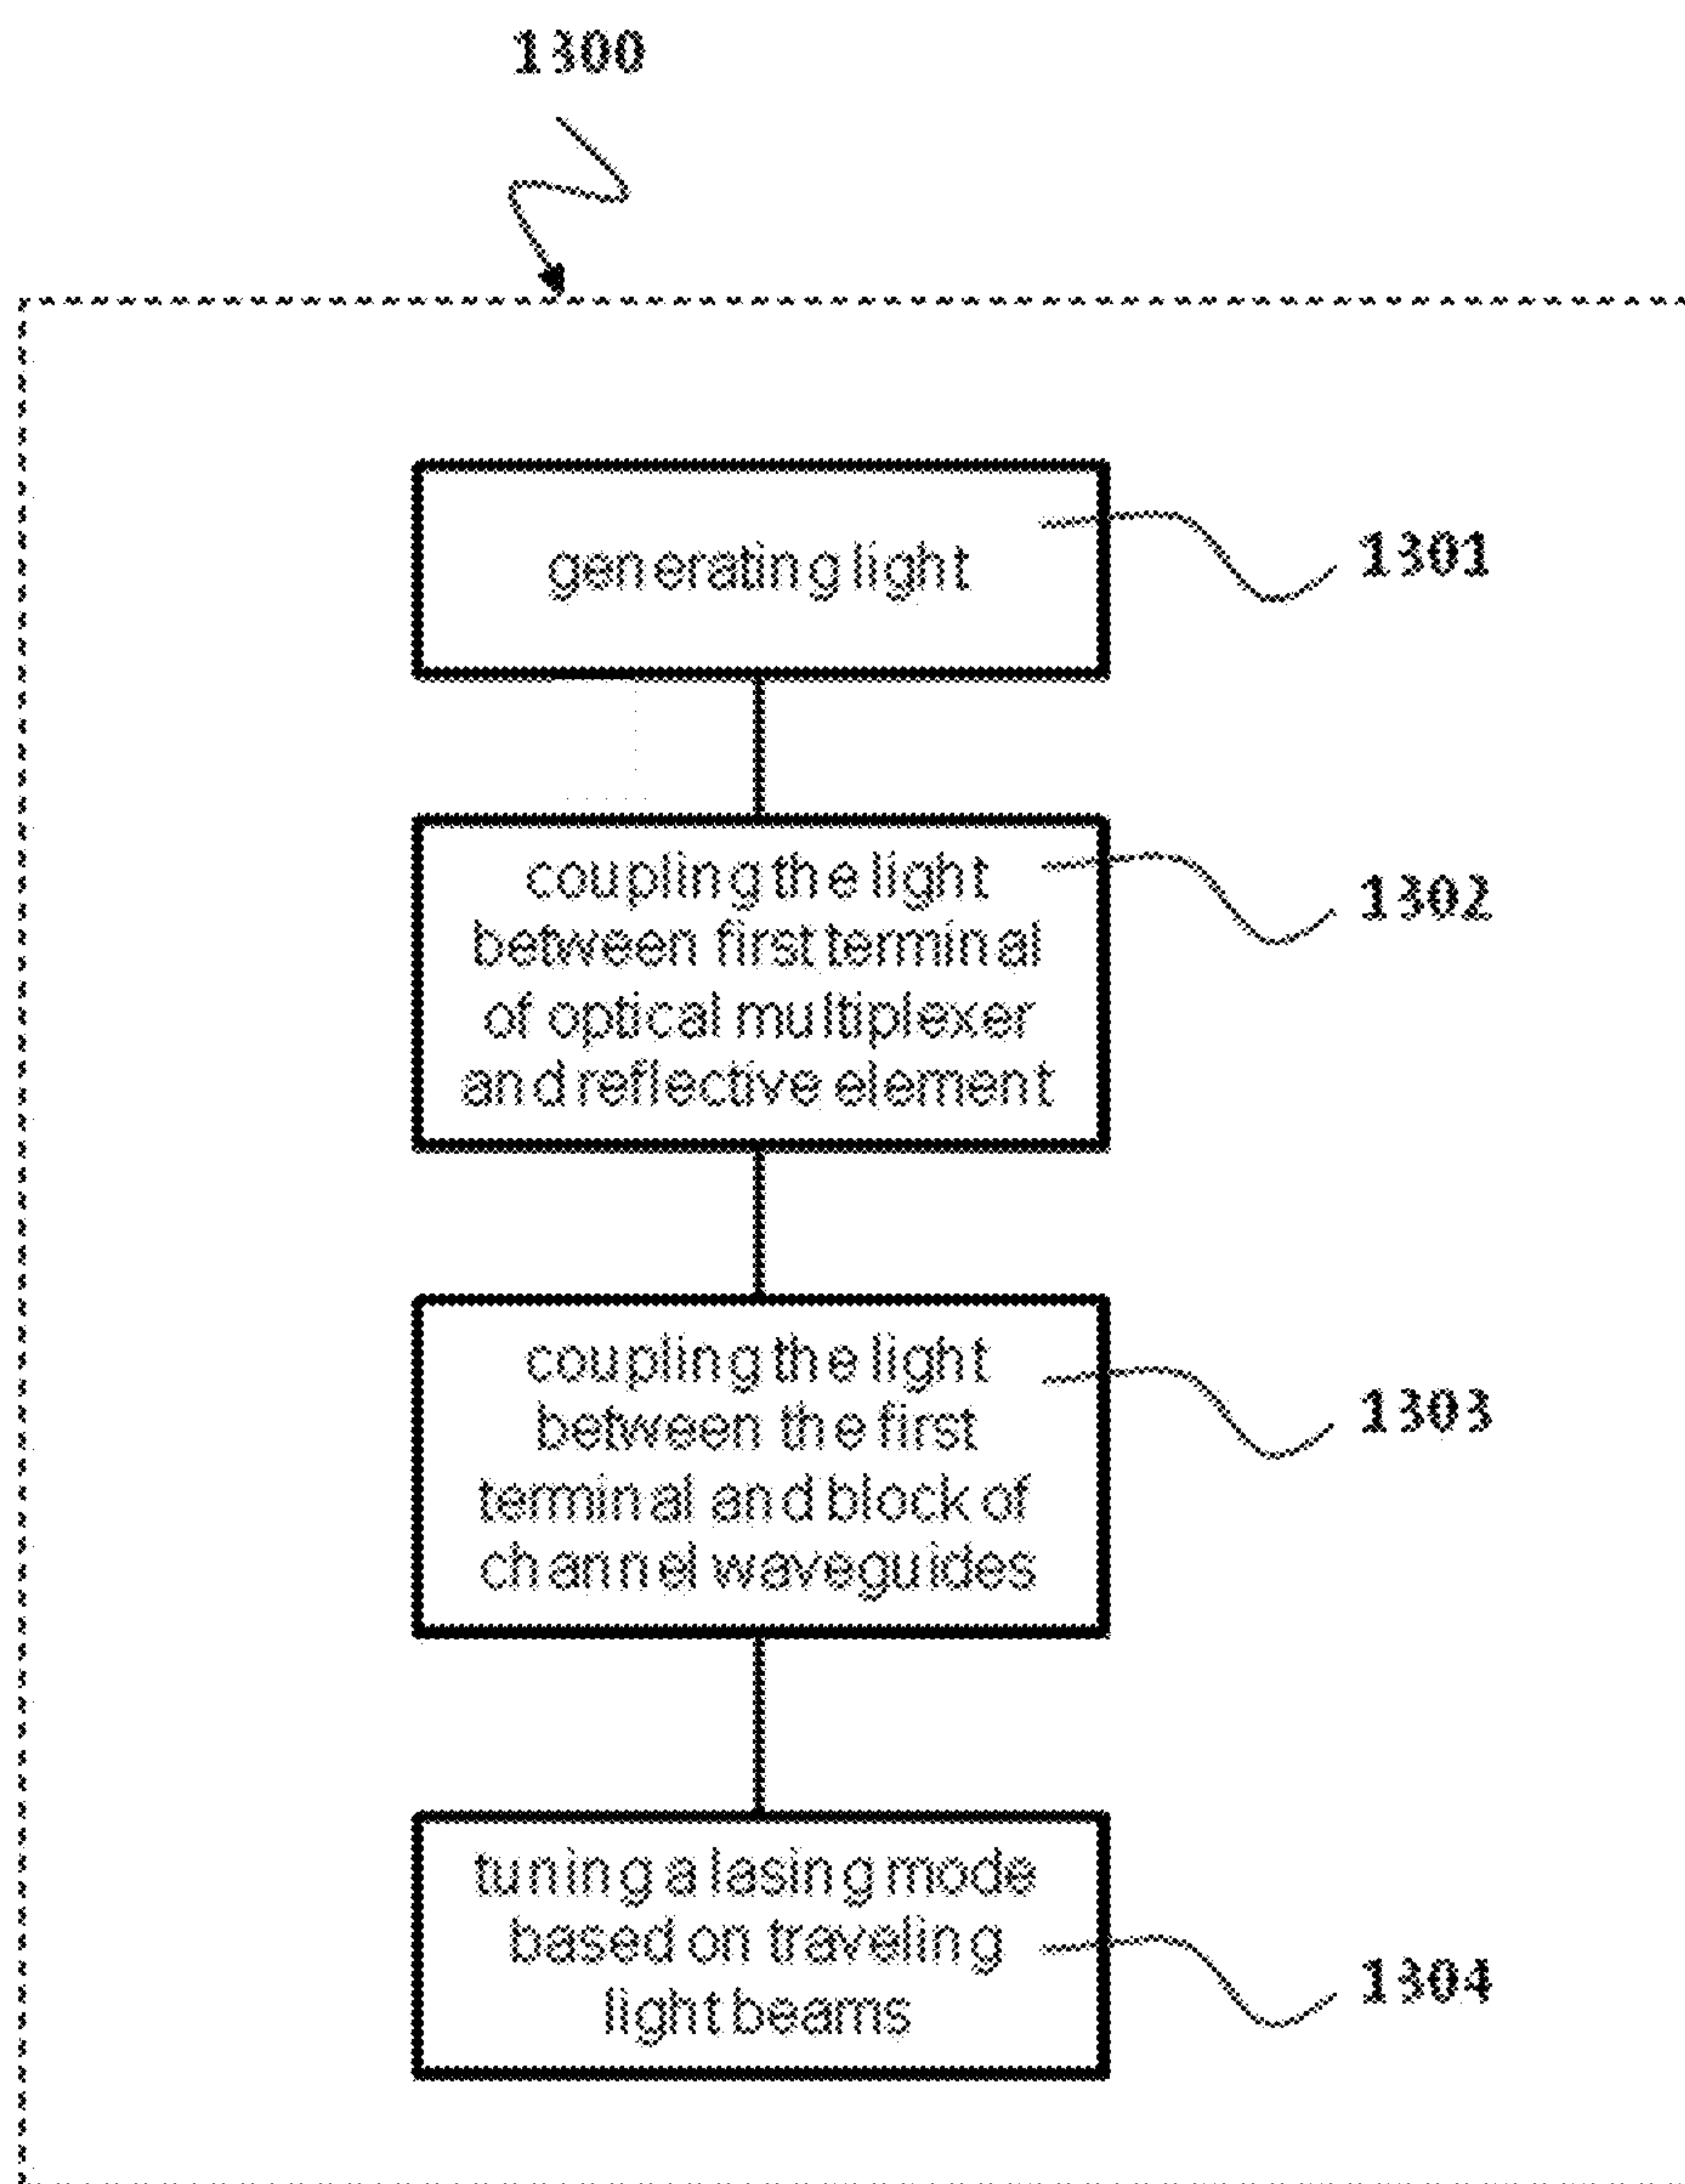 1300
generating light
1301
coupling the light
between first terminal
of optical multiplexer
and reflective element
1302
coupling the light
between the first
terminal and block of
channel waveguides
1303
tuning a lasing mode
based on traveling
light beams
1304